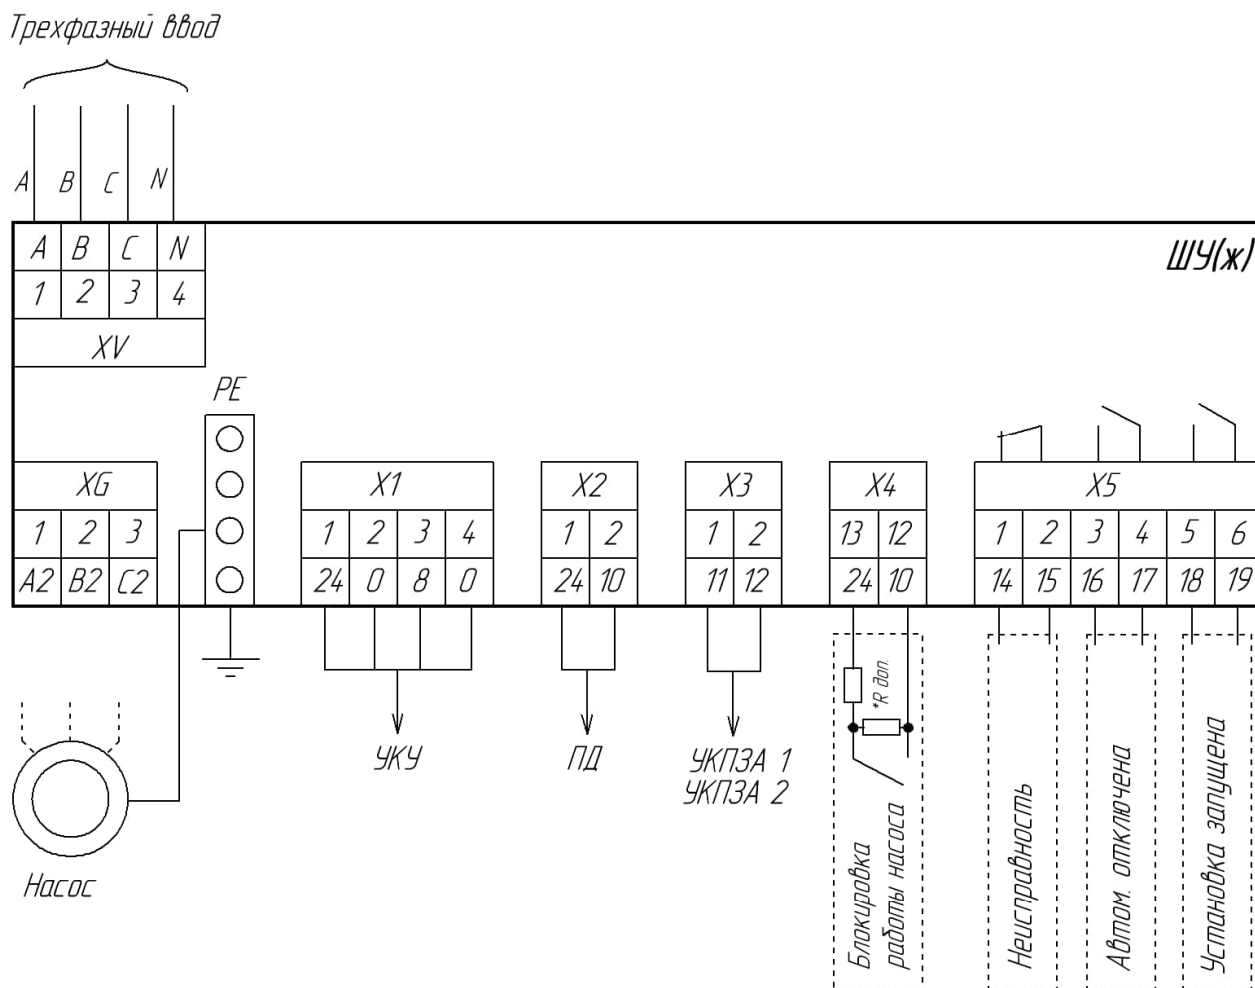 Трехфазный ввод
A B C N
A B C N
ШУ(ж)
1 2 3 4
XV
PE
XG X1 X2 X3 X4 X5
1 2 3 1 2 3 4 1 2 1 2 13 12 1 2 3 4 5 6
A2 B2 C2 24 0 8 0 24 10 11 12 24 10 14 15 16 17 18 19
*R доп.
УКУ
ПД
УКПЗА 1
УКПЗА 2
Насос
Блокировка
работы насоса
Неисправность
Автом. отключена
Установка запущена